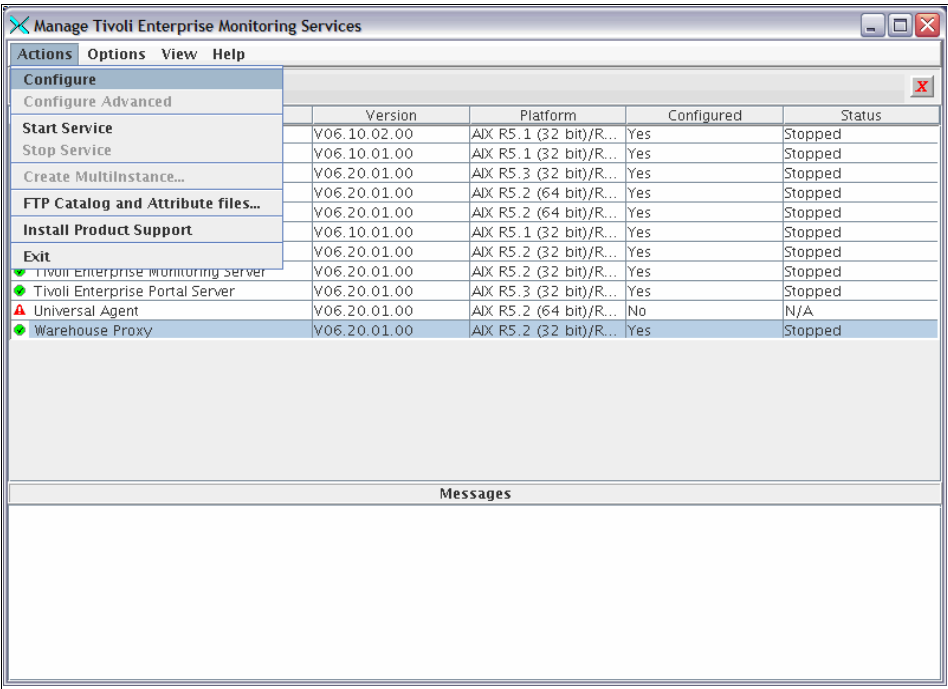 Manage Tivoli Enterprise Monitoring Services
Actions Options View Help
Configure
Configure Advanced
Start Service
Stop Service
Create MultiInstance...
FTP Catalog and Attribute files...
Install Product Support
Exit
Version Platform Configured Status
V06.10.02.00 AIX R5.1 (32 bit)/R... Yes Stopped
V06.10.01.00 AIX R5.1 (32 bit)/R... Yes Stopped
V06.20.01.00 AIX R5.3 (32 bit)/R... Yes Stopped
V06.20.01.00 AIX R5.2 (64 bit)/R... Yes Stopped
V06.20.01.00 AIX R5.2 (64 bit)/R... Yes Stopped
V06.20.01.00 AIX R5.1 (32 bit)/R... Yes Stopped
V06.20.01.00 AIX R5.2 (32 bit)/R... Yes Stopped
Tivoli Enterprise Monitoring Server V06.20.01.00 AIX R5.2 (32 bit)/R... Yes Stopped
Tivoli Enterprise Portal Server V06.20.01.00 AIX R5.3 (32 bit)/R... Yes Stopped
Universal Agent V06.20.01.00 AIX R5.2 (64 bit)/R... No N/A
Warehouse Proxy V06.20.01.00 AIX R5.2 (32 bit)/R... Yes Stopped
Messages